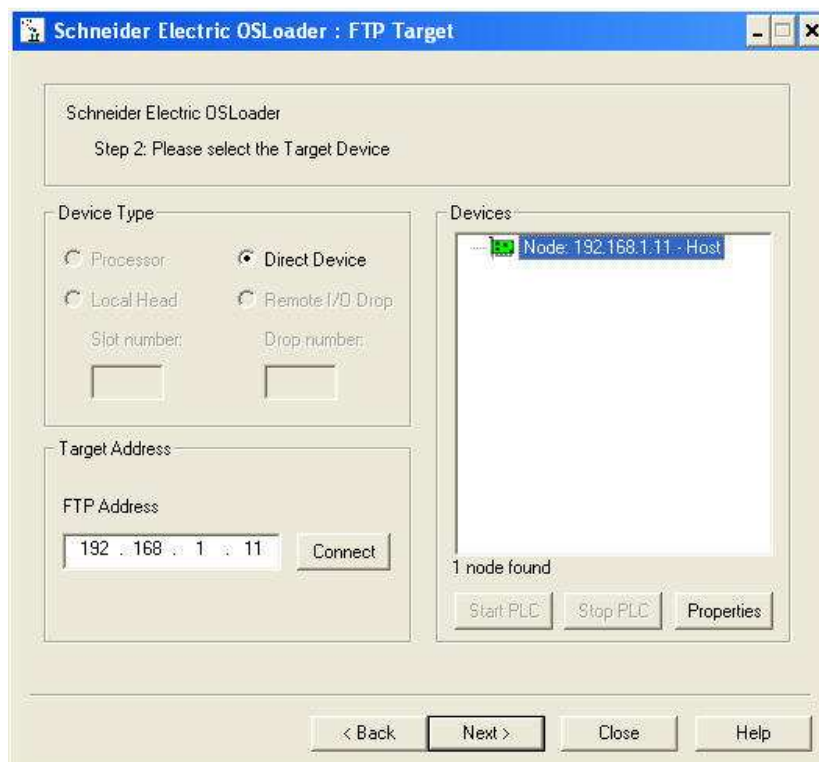 Schneider Electric OSLoader : FTP Target
Schneider Electric OSLoader
Step 2: Please select the Target Device
Device Type
Processor
Direct Device
Local Head
Remote I/O Drop
Slot number:
Drop number:
Target Address
FTP Address
192 . 168 . 1 . 11
Connect
Devices
Node: 192.168.1.11 - Host
1 node found
Start PLC
Stop PLC
Properties
< Back
Next >
Close
Help